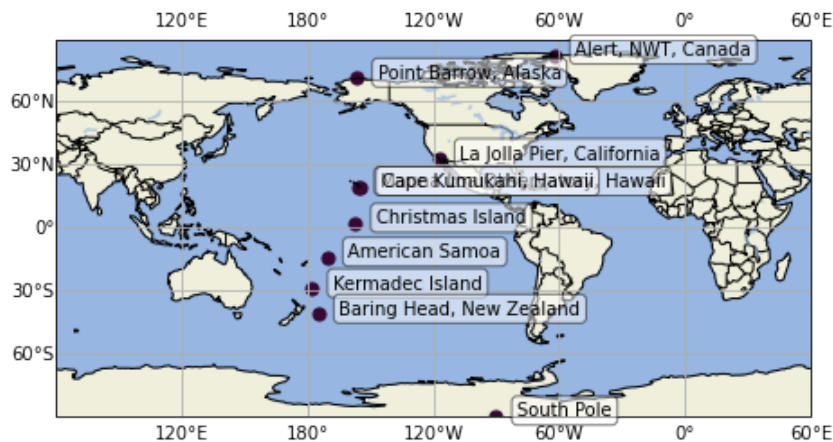 120°E 180° 120°W 60°W 0° 60°E
Alert, NWT, Canada
Point Barrow, Alaska
60°N
La Jolla Pier, California
30°N
Cape Kumukahi, Hawaii
Hawaii
Christmas Island
0°
American Samoa
Kermadec Island
30°S
Baring Head, New Zealand
60°S
South Pole
120°E 180° 120°W 60°W 0° 60°E